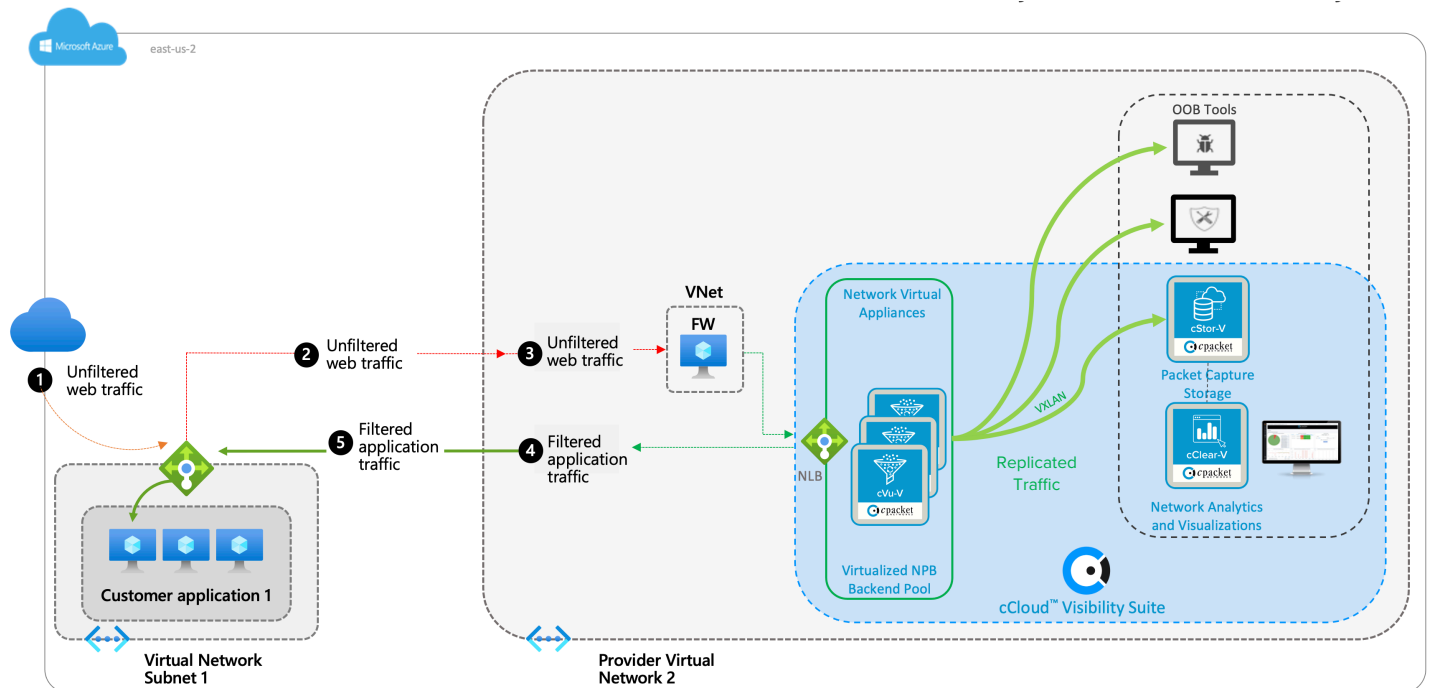 Microsoft Azure
east-us-2
OOB Tools
VNet
FW
Network Virtual
Appliances
cStor-V
cpacket
Packet Capture
Storage
1
Unfiltered
web traffic
2
Unfiltered
web traffic
3
Unfiltered
web traffic
5
Filtered
application
traffic
4
Filtered
application
traffic
NLB
cVu-V
cpacket
VXLAN
Replicated
Traffic
cClear-V
cpacket
Network Analytics
and Visualizations
Virtualized NPB
Backend Pool
cCloud™ Visibility Suite
Customer application 1
Virtual Network
Subnet 1
Provider Virtual
Network 2